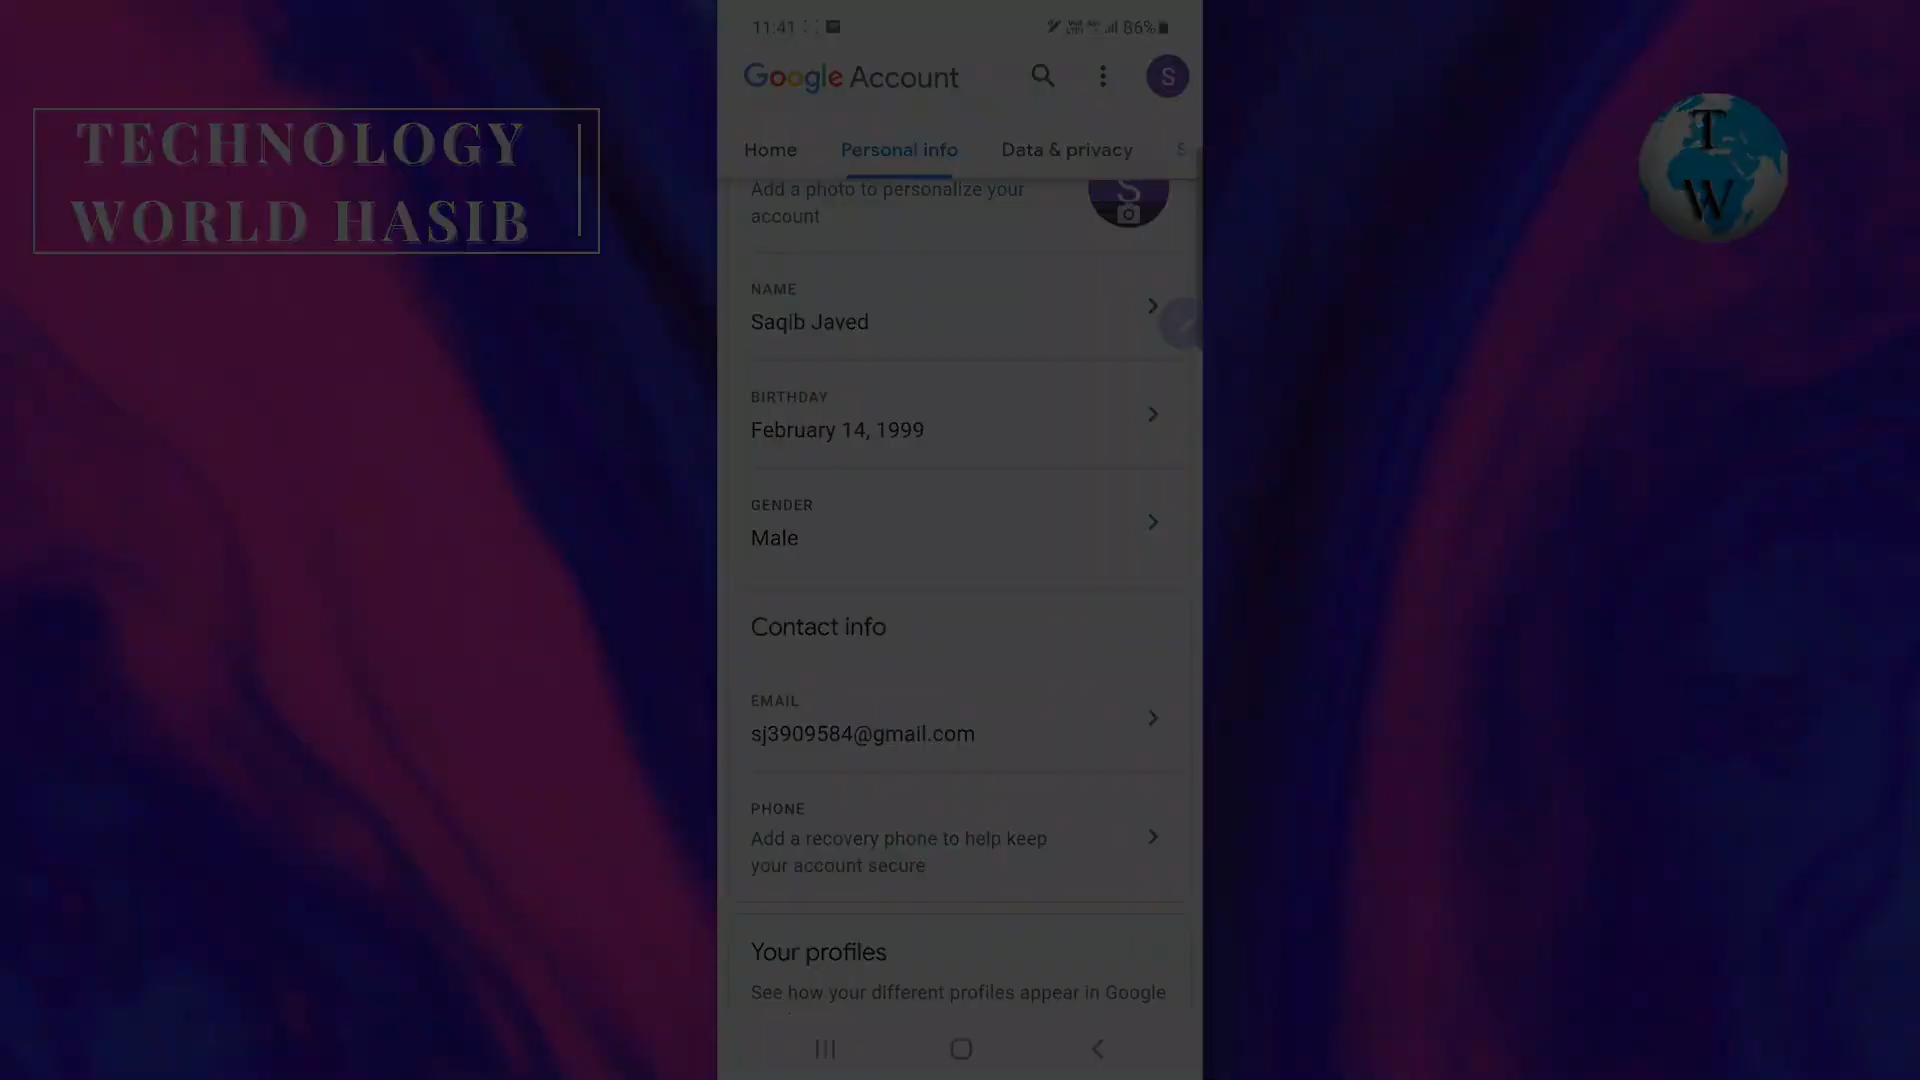 TECHNOLOGY
WORLD HASIB
T
W
11:41
86%
Google Account
S
Home
Personal info
Data & privacy
S
Add a photo to personalize your
account
S
NAME
Saqib Javed
BIRTHDAY
February 14, 1999
GENDER
Male
Contact info
EMAIL
sj3909584@gmail.com
PHONE
Add a recovery phone to help keep
your account secure
Your profiles
See how your different profiles appear in Google